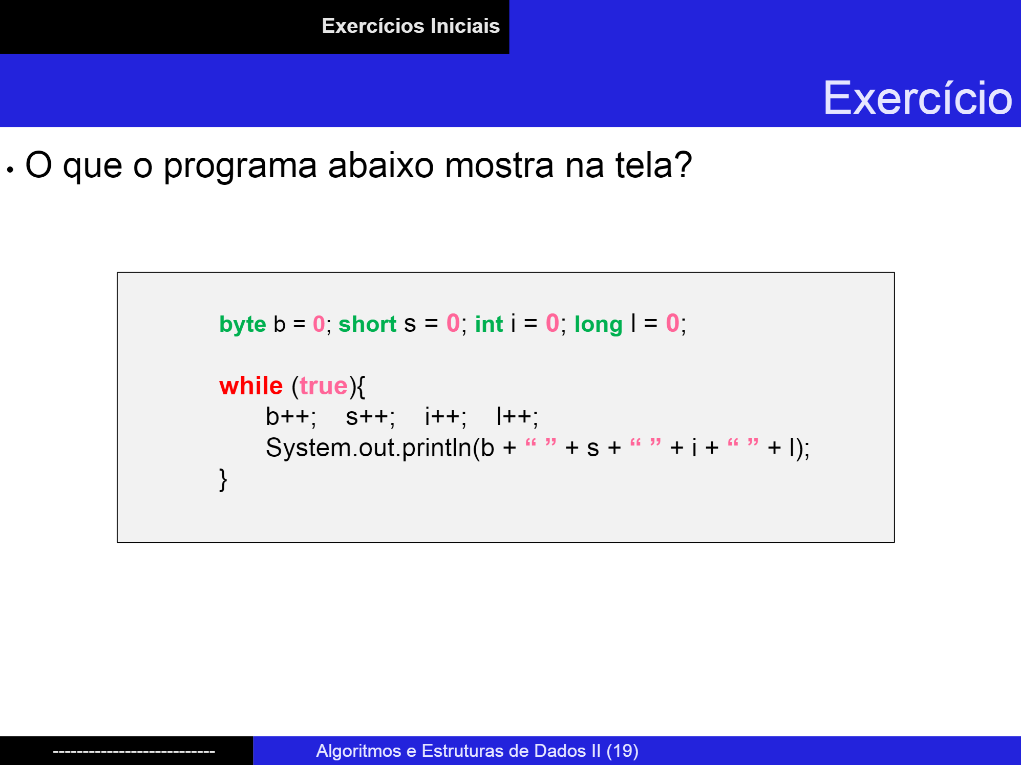 Exercícios Iniciais
Exercício
• O que o programa abaixo mostra na tela?
byte b = 0; short s = 0; int i = 0; long l = 0;
while (true){
b++; s++; i++; l++;
System.out.println(b + “ ” + s + “ ” + i + “ ” + l);
}
---------------------------
Algoritmos e Estruturas de Dados II (19)